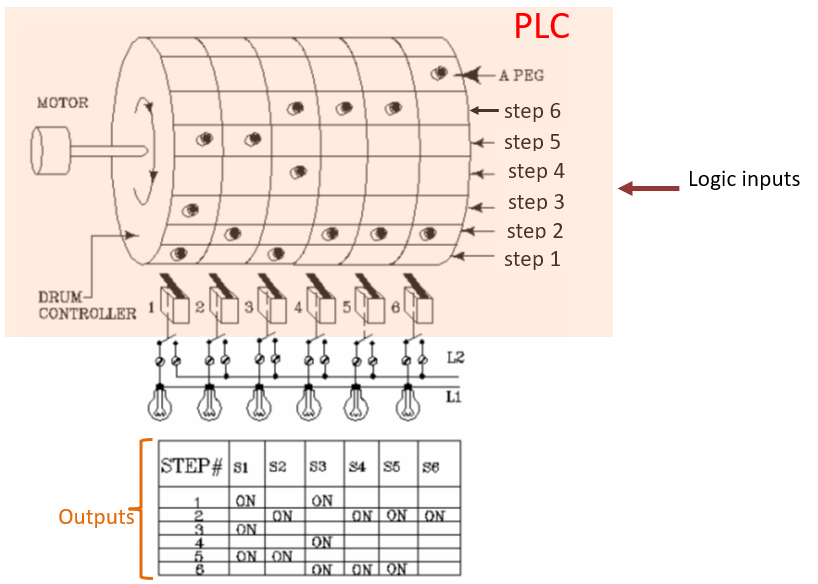 PLC
A PEG
MOTOR
step 6
step 5
step 4
Logic inputs
step 3
step 2
step 1
DRUM
CONTROLLER
1 2 3 4 5 6
L2
L1
STEP# S1 S2 S3 S4 S5 S6
1 ON ON
2 ON ON ON ON
3 ON
4 ON
5 ON ON
6 ON ON ON
Outputs